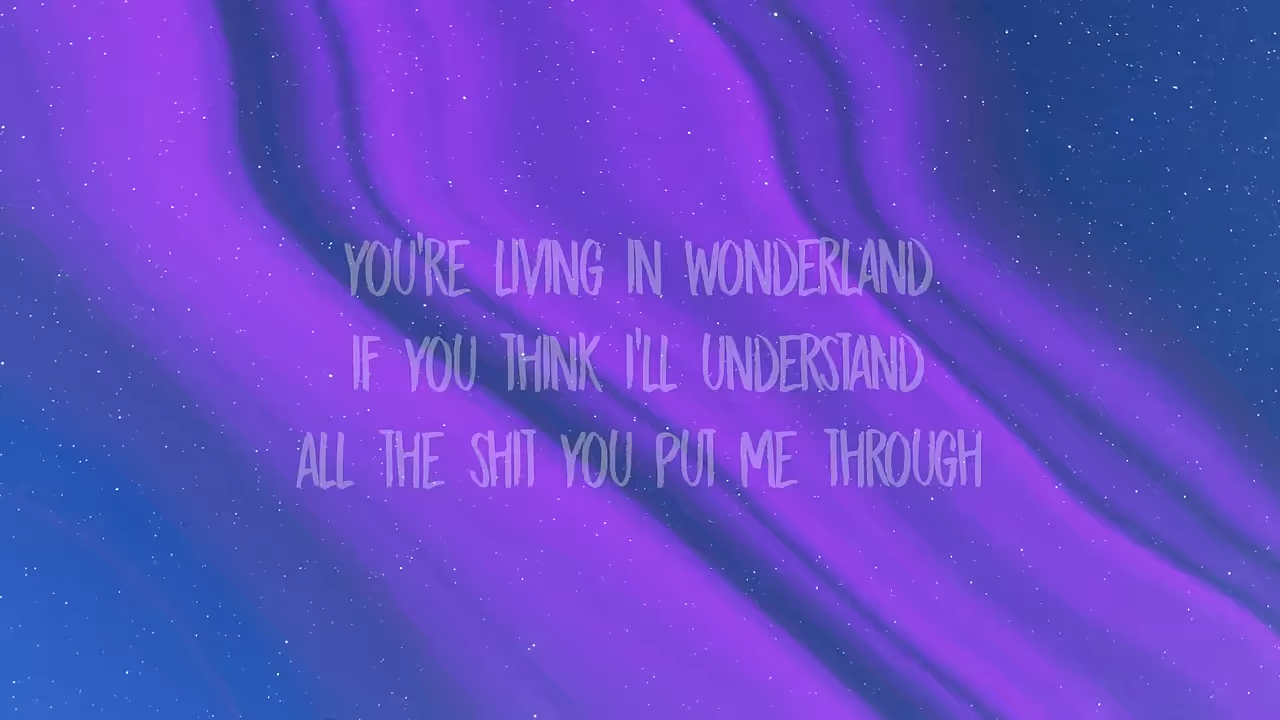 YOU'RE LIVING IN WONDERLAND
IF YOU THINK I'LL UNDERSTAND
ALL THE SHIT YOU PUT ME THROUGH